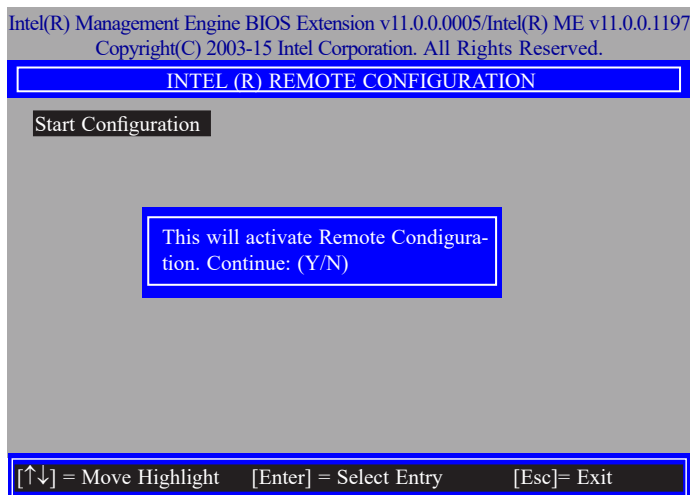 Intel(R) Management Engine BIOS Extension v11.0.0.0005/Intel(R) ME v11.0.0.1197
Copyright(C) 2003-15 Intel Corporation. All Rights Reserved.
INTEL (R) REMOTE CONFIGURATION
Start Configuration
This will activate Remote Condigura-
tion. Continue: (Y/N)
[↑↓] = Move Highlight [Enter] = Select Entry [Esc]= Exit